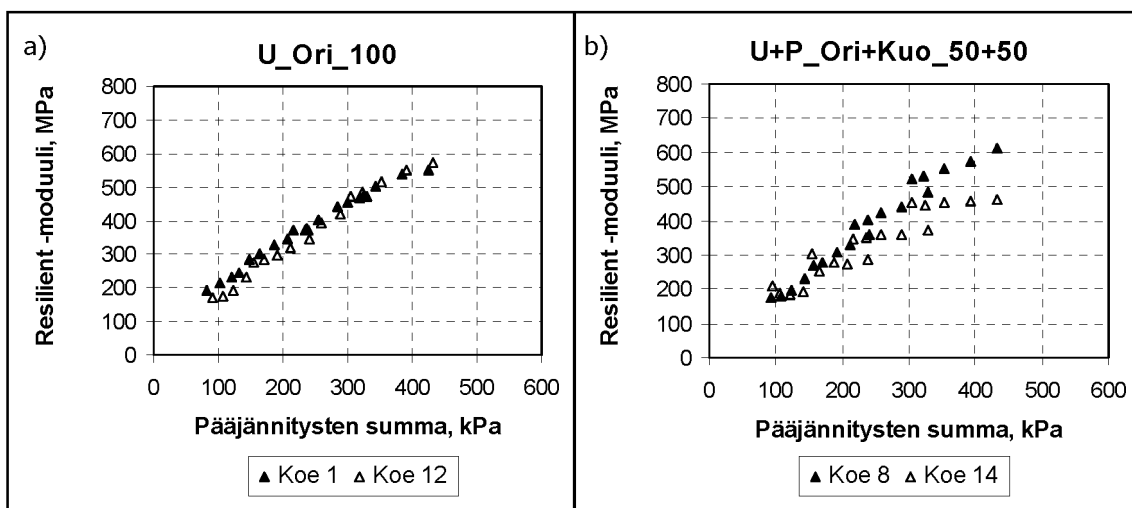 a)
U_Ori_100
Resilient -moduuli, MPa
800
700
600
500
400
300
200
100
0
0 100 200 300 400 500 600
Pääjännitysten summa, kPa
Koe 1 Koe 12
b)
U+P_Ori+Kuo_50+50
Resilient -moduuli, MPa
800
700
600
500
400
300
200
100
0
0 100 200 300 400 500 600
Pääjännitysten summa, kPa
Koe 8 Koe 14